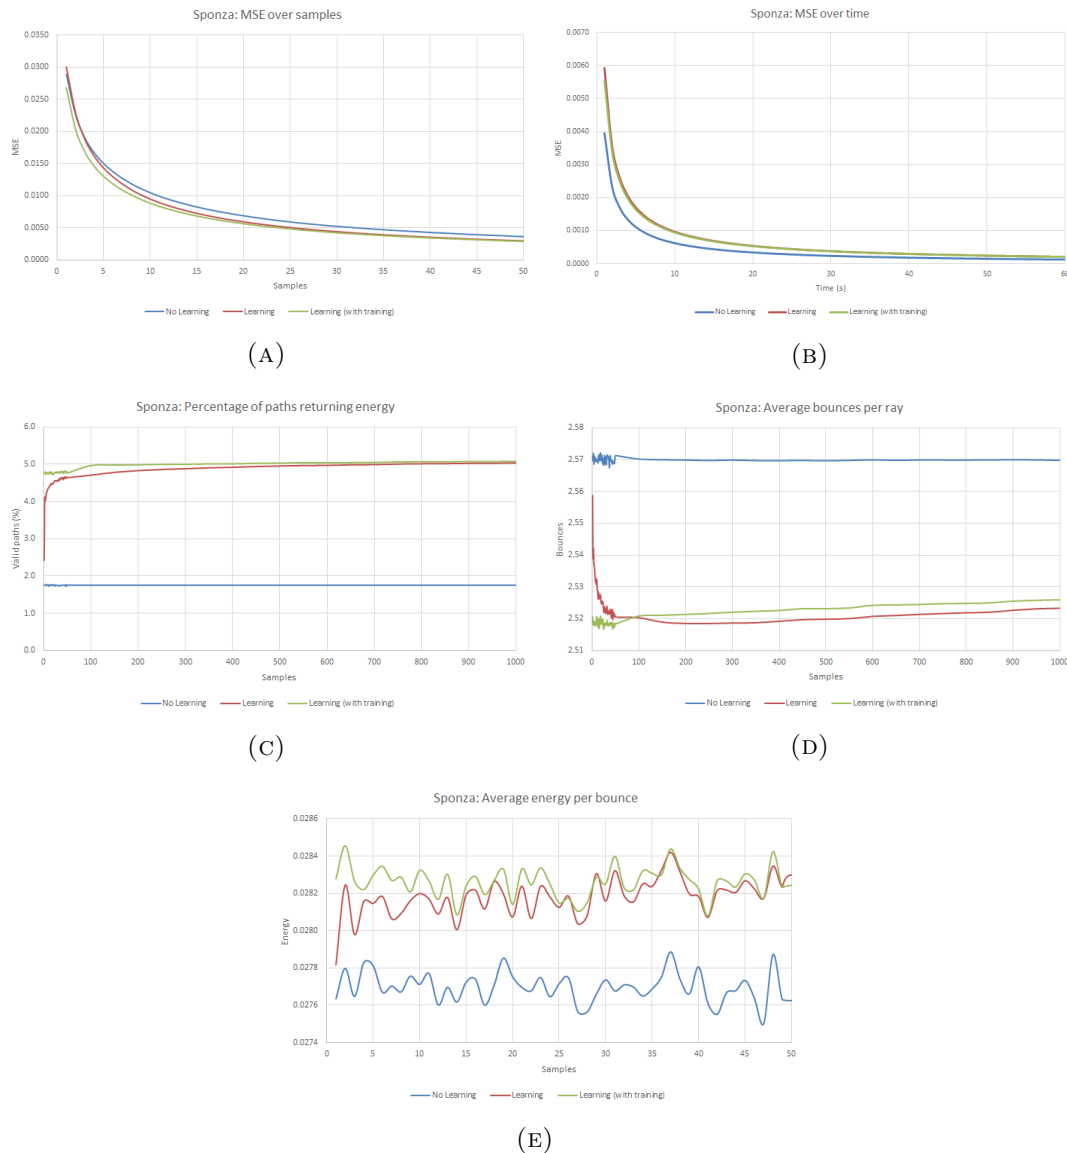 Sponza: MSE over samples
0.0350
0.0300
0.0250
0.0200
0.0150
0.0100
0.0050
0.0000
MSE
0 5 10 15 20 25 30 35 40 45 50
Samples
No Learning Learning Learning (with training)
(A)
Sponza: MSE over time
0.0070
0.0060
0.0050
0.0040
0.0030
0.0020
0.0010
0.0000
MSE
0 10 20 30 40 50 60
Time (s)
No Learning Learning Learning (with training)
(B)
Sponza: Percentage of paths returning energy
6.0
5.0
4.0
3.0
2.0
1.0
0.0
Valid paths (%)
0 100 200 300 400 500 600 700 800 900 1000
Samples
No Learning Learning Learning (with training)
(C)
Sponza: Average bounces per ray
2.58
2.57
2.56
2.55
2.54
2.53
2.52
2.51
Bounces
0 100 200 300 400 500 600 700 800 900 1000
Samples
No Learning Learning Learning (with training)
(D)
Sponza: Average energy per bounce
0.0286
0.0284
0.0282
0.0280
0.0278
0.0276
0.0274
Energy
0 5 10 15 20 25 30 35 40 45 50
Samples
No Learning Learning Learning (with training)
(E)